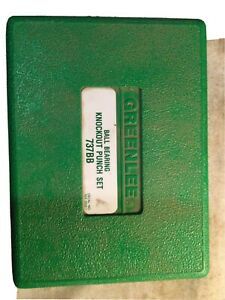 GREENLEE
BALL BEARING
KNOCKOUT PUNCH SET
737BB